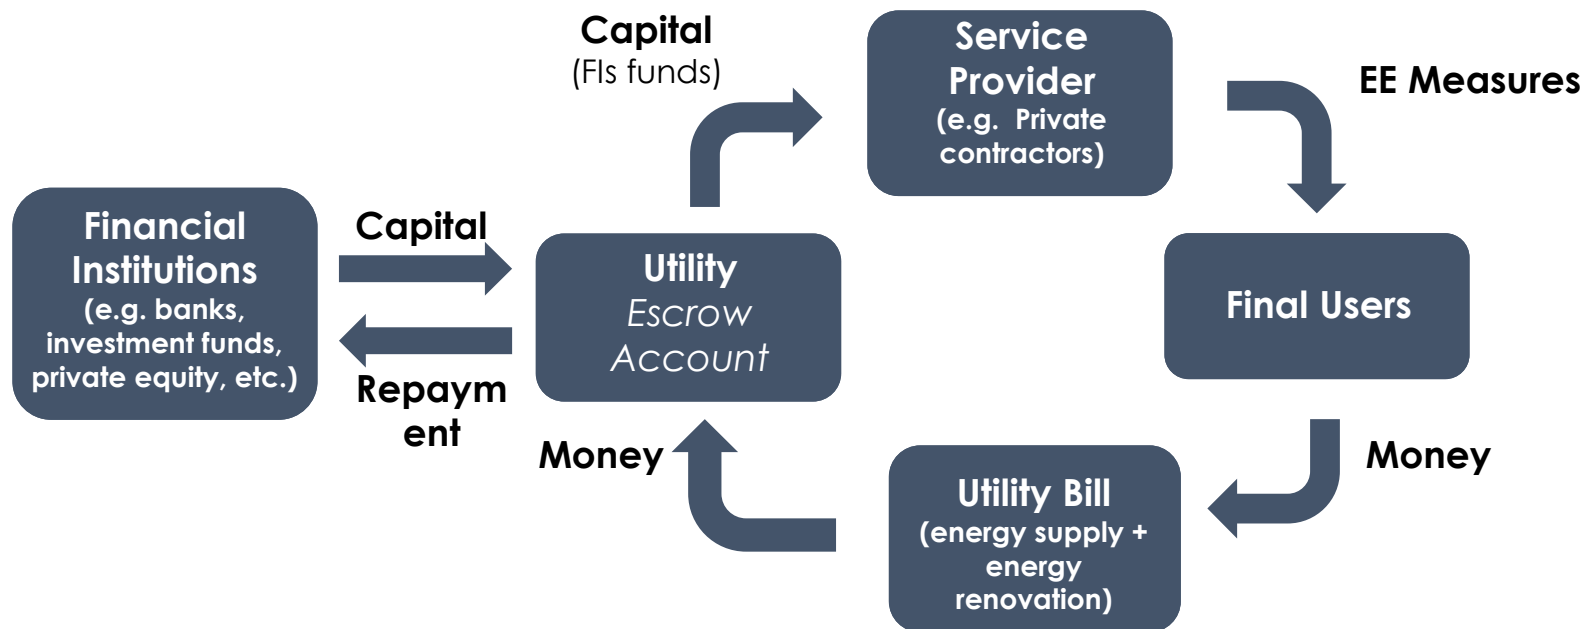 Capital
(FIs funds)
Service
Provider
(e.g. Private
contractors)
EE Measures
Financial
Institutions
(e.g. banks,
investment funds,
private equity, etc.)
Capital
Repaym
ent
Utility
Escrow
Account
Final Users
Money
Utility Bill
(energy supply +
energy
renovation)
Money